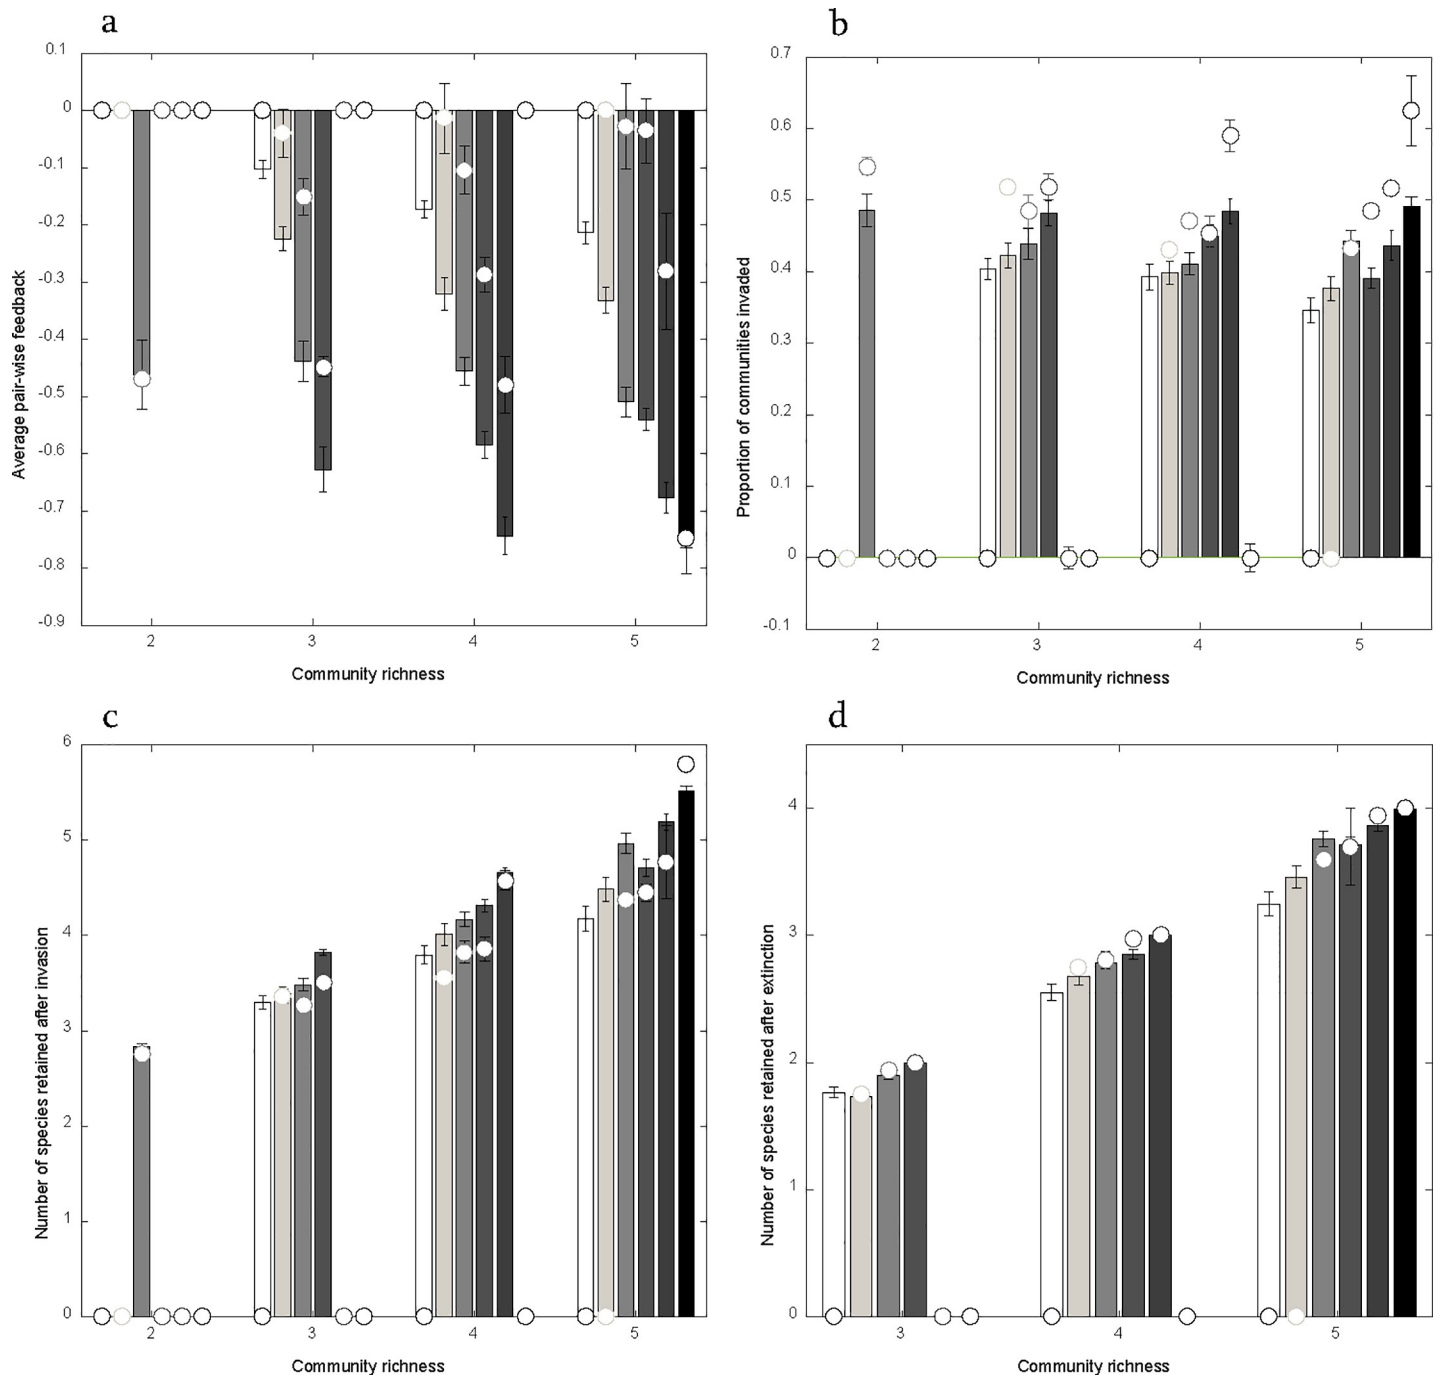 a
0.1
0
-0.1
-0.2
-0.3
-0.4
-0.5
-0.6
-0.7
-0.8
-0.9
Average pair-wise feedback
2 3 4 5
Community richness
b
0.7
0.6
0.5
0.4
0.3
0.2
0.1
0
-0.1
Proportion of communities invaded
2 3 4 5
Community richness
c
6
5
4
3
2
1
0
Number of species retained after invasion
2 3 4 5
Community richness
d
4
3
2
1
0
Number of species retained after extinction
3 4 5
Community richness